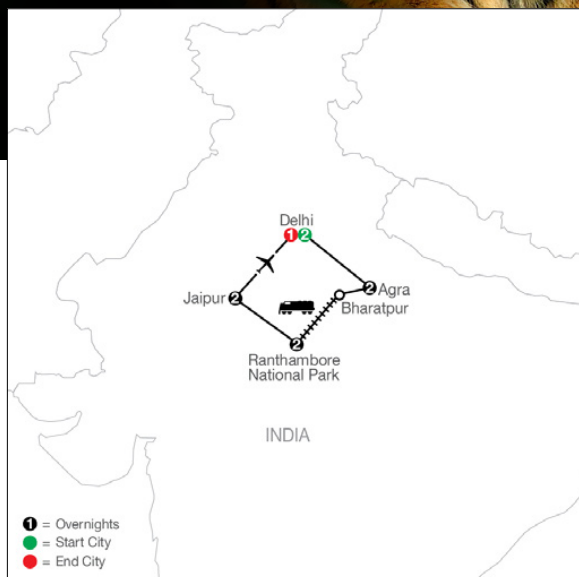 Delhi
1 2
Jaipur 2
2 Agra
Bharatpur
2
Ranthambore
National Park
INDIA
1 = Overnights
= Start City
= End City